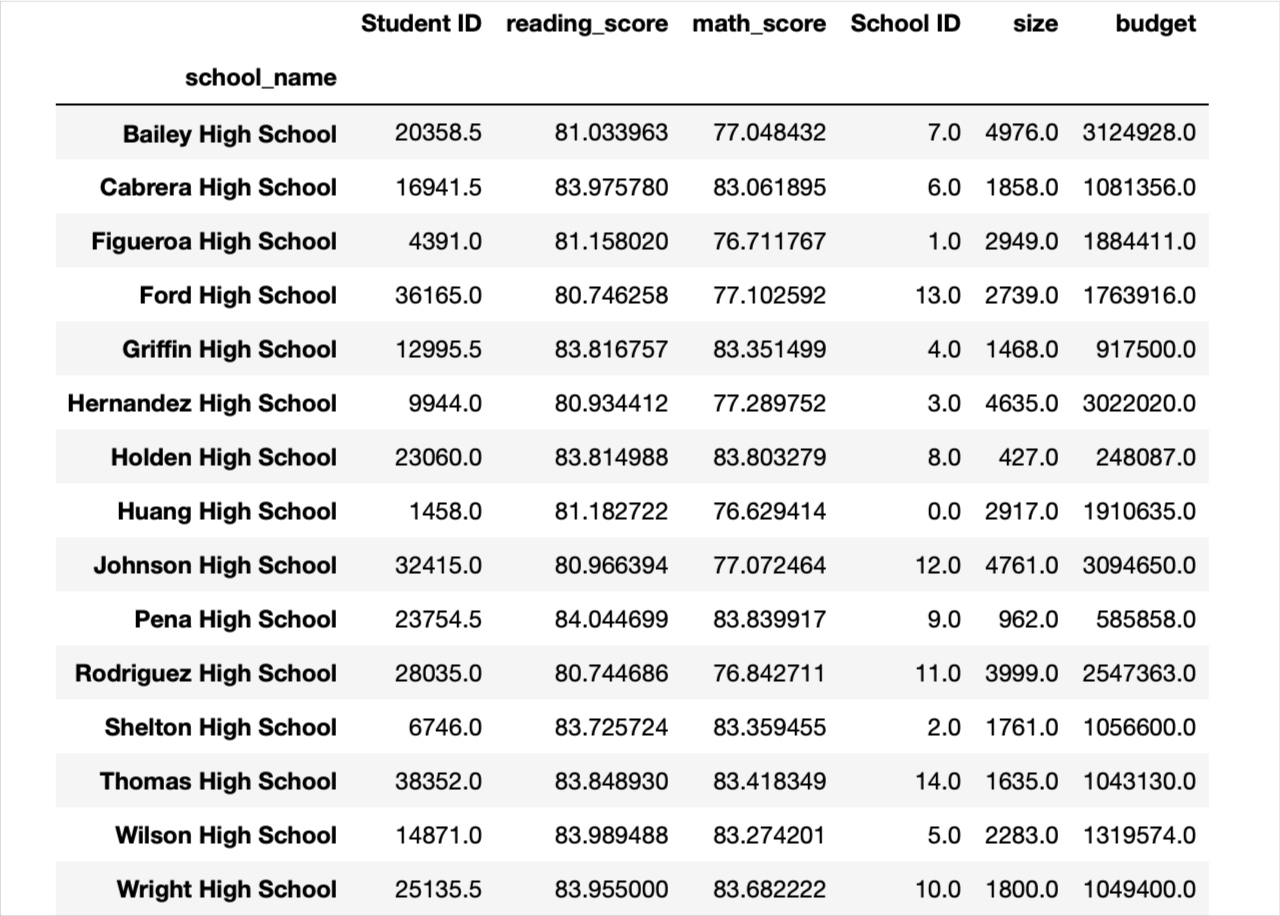 Student ID reading_score math_score School ID size budget
school_name
Bailey High School 20358.5 81.033963 77.048432 7.0 4976.0 3124928.0
Cabrera High School 16941.5 83.975780 83.061895 6.0 1858.0 1081356.0
Figueroa High School 4391.0 81.158020 76.711767 1.0 2949.0 1884411.0
Ford High School 36165.0 80.746258 77.102592 13.0 2739.0 1763916.0
Griffin High School 12995.5 83.816757 83.351499 4.0 1468.0 917500.0
Hernandez High School 9944.0 80.934412 77.289752 3.0 4635.0 3022020.0
Holden High School 23060.0 83.814988 83.803279 8.0 427.0 248087.0
Huang High School 1458.0 81.182722 76.629414 0.0 2917.0 1910635.0
Johnson High School 32415.0 80.966394 77.072464 12.0 4761.0 3094650.0
Pena High School 23754.5 84.044699 83.839917 9.0 962.0 585858.0
Rodriguez High School 28035.0 80.744686 76.842711 11.0 3999.0 2547363.0
Shelton High School 6746.0 83.725724 83.359455 2.0 1761.0 1056600.0
Thomas High School 38352.0 83.848930 83.418349 14.0 1635.0 1043130.0
Wilson High School 14871.0 83.989488 83.274201 5.0 2283.0 1319574.0
Wright High School 25135.5 83.955000 83.682222 10.0 1800.0 1049400.0